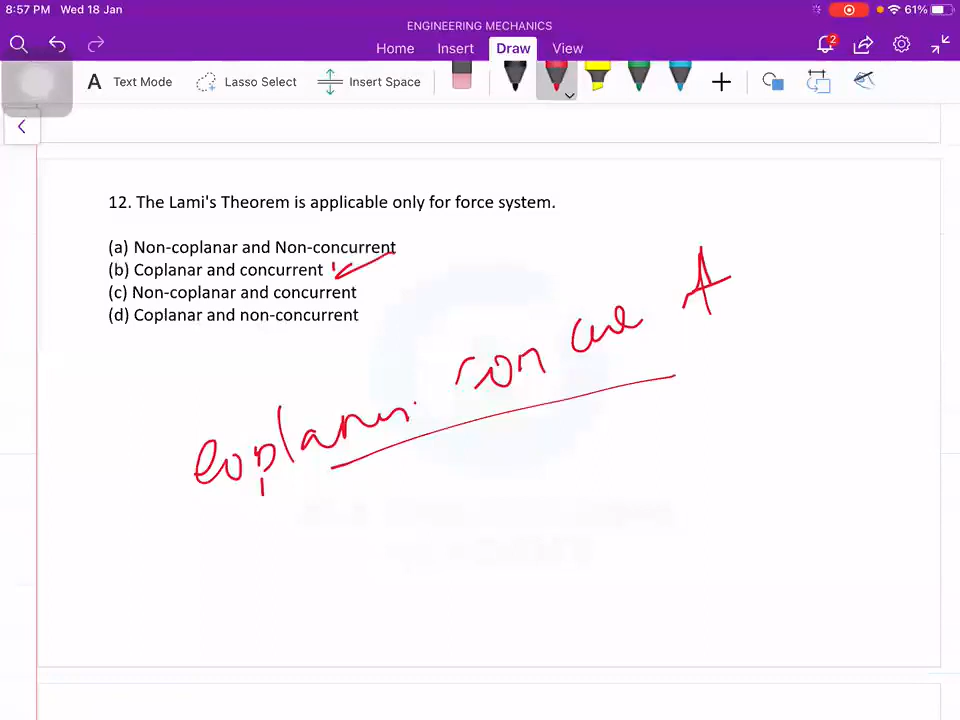 8:57 PM Wed 18 Jan
61%
ENGINEERING MECHANICS
Home Insert Draw View
2
A Text Mode Lasso Select Insert Space
12. The Lami's Theorem is applicable only for force system.
(a) Non-coplanar and Non-concurrent
(b) Coplanar and concurrent
(c) Non-coplanar and concurrent
(d) Coplanar and non-concurrent